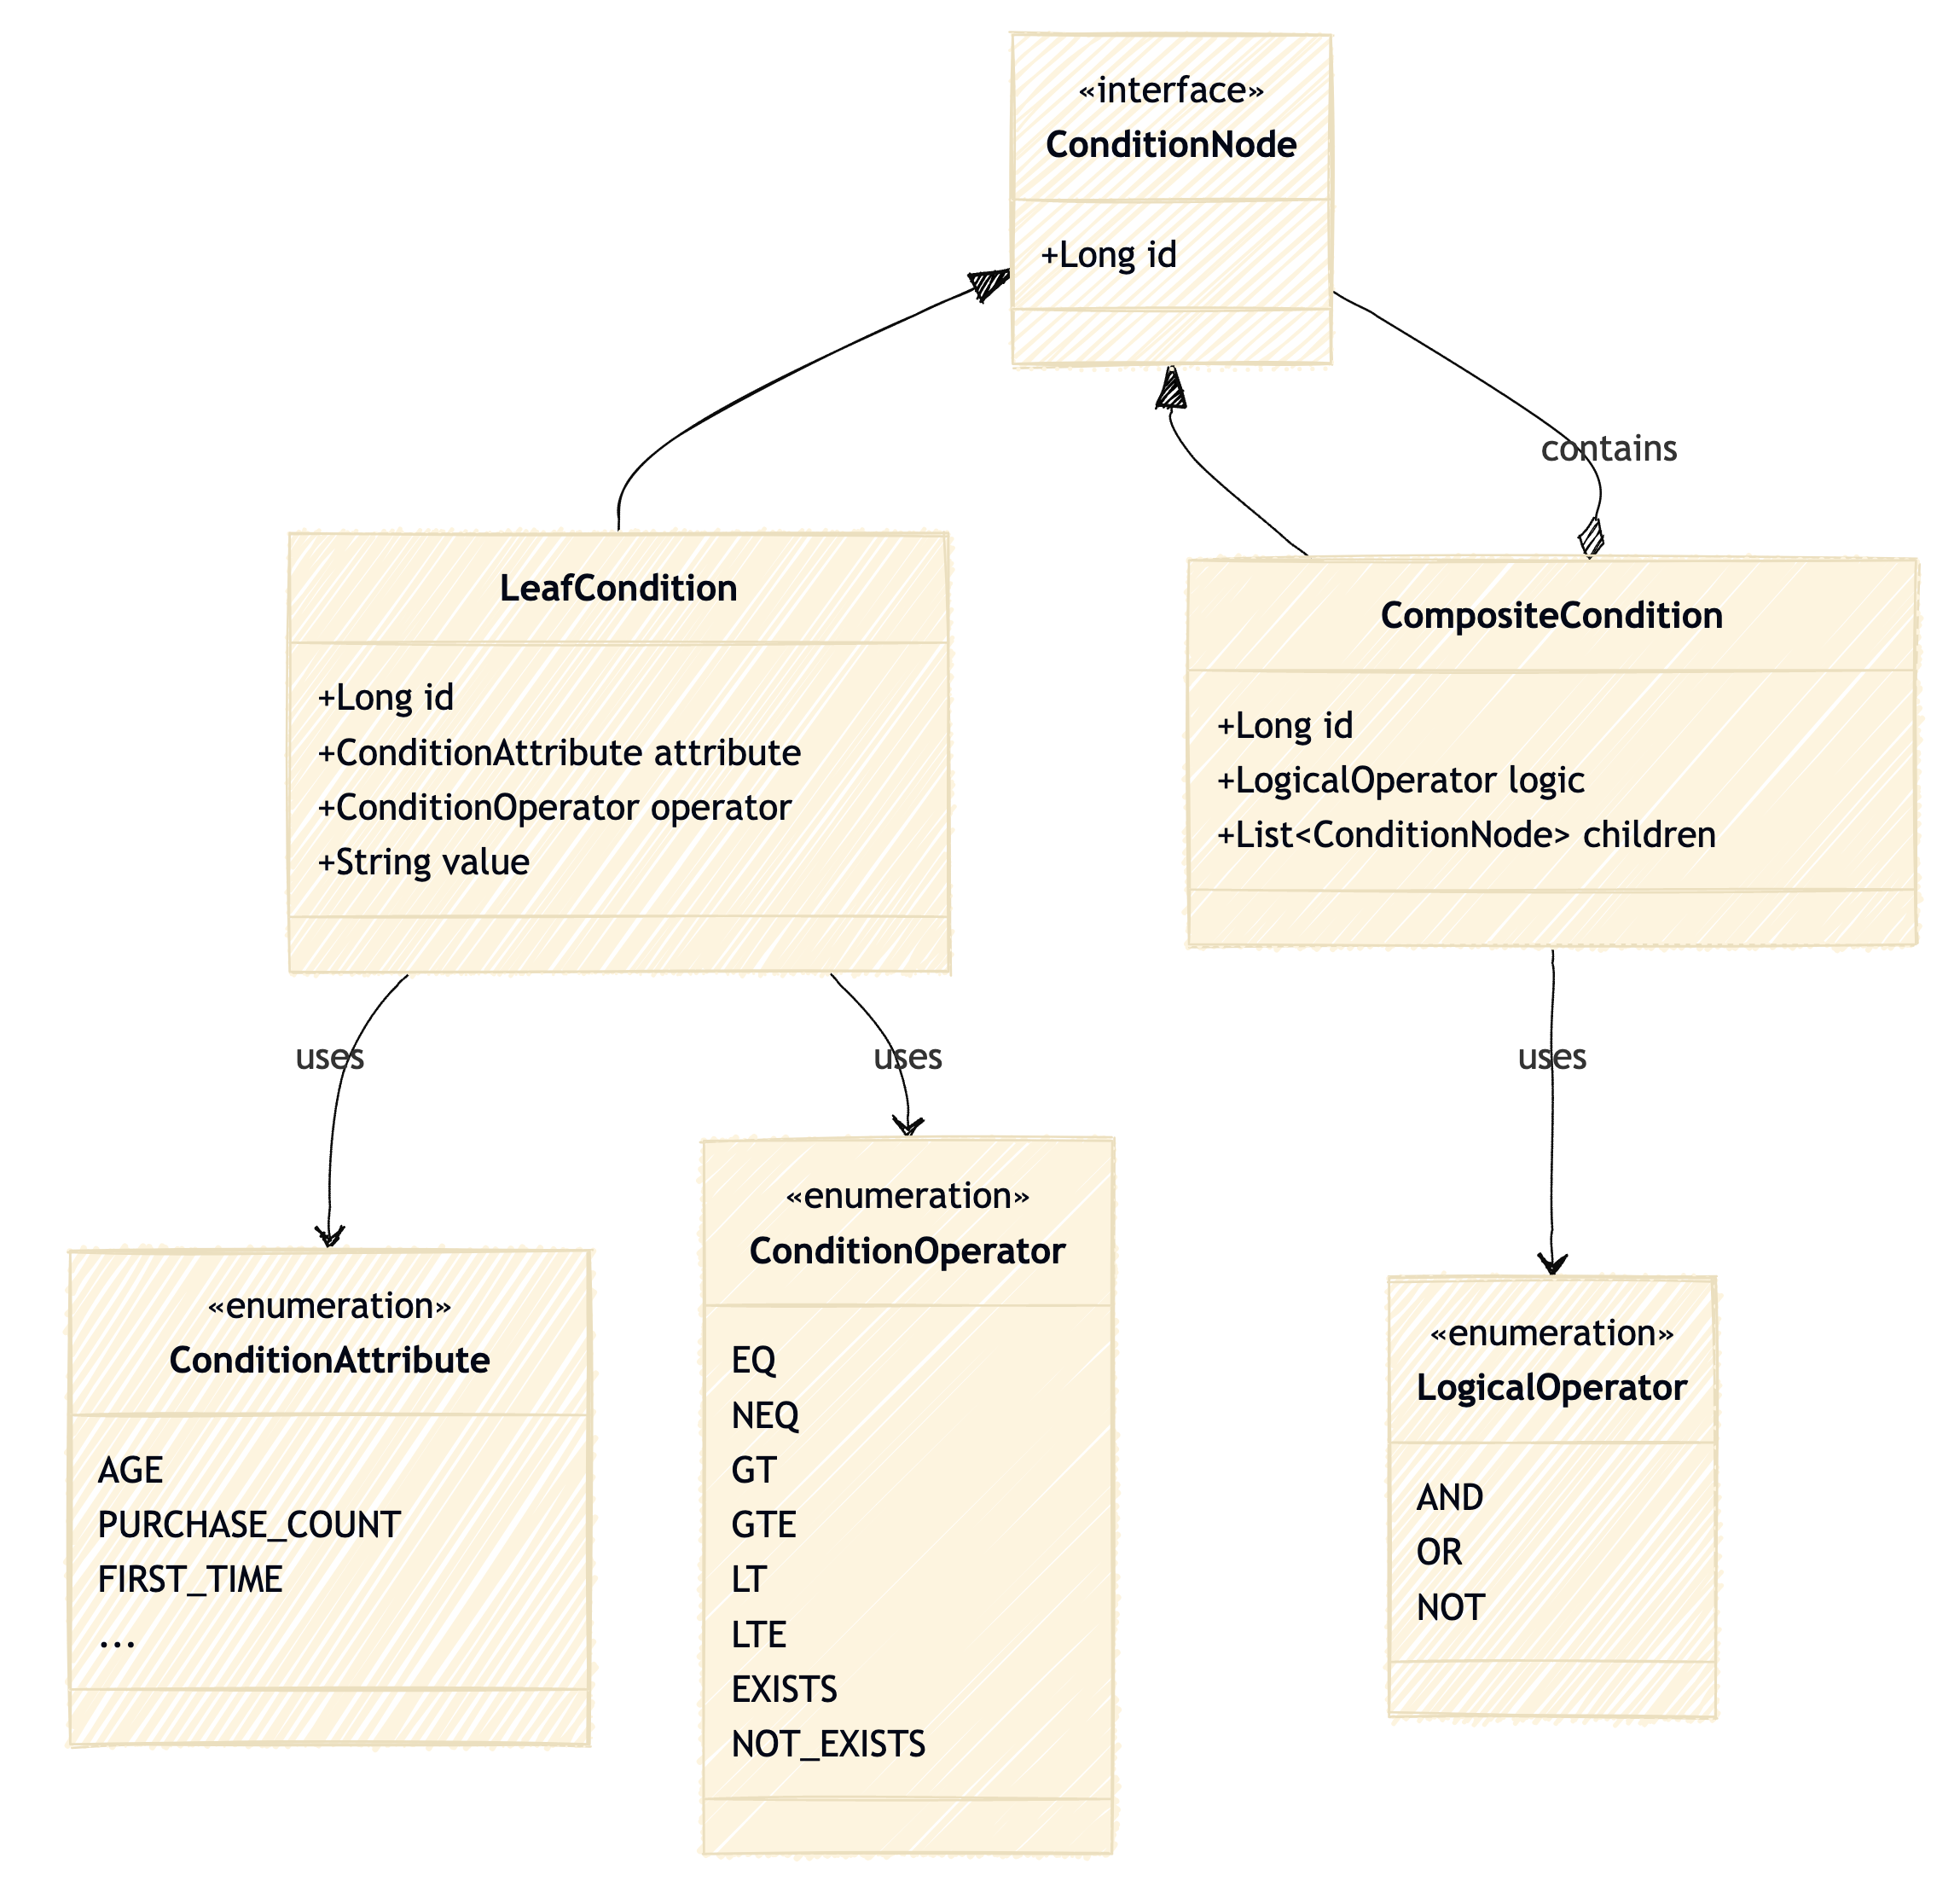 «interface»
ConditionNode
+Long id
contains
LeafCondition
+Long id
+ConditionAttribute attribute
+ConditionOperator operator
+String value
CompositeCondition
+Long id
+LogicalOperator logic
+List<ConditionNode> children
uses
uses
uses
«enumeration»
ConditionAttribute
AGE
PURCHASE_COUNT
FIRST_TIME
...
«enumeration»
ConditionOperator
EQ
NEQ
GT
GTE
LT
LTE
EXISTS
NOT_EXISTS
«enumeration»
LogicalOperator
AND
OR
NOT